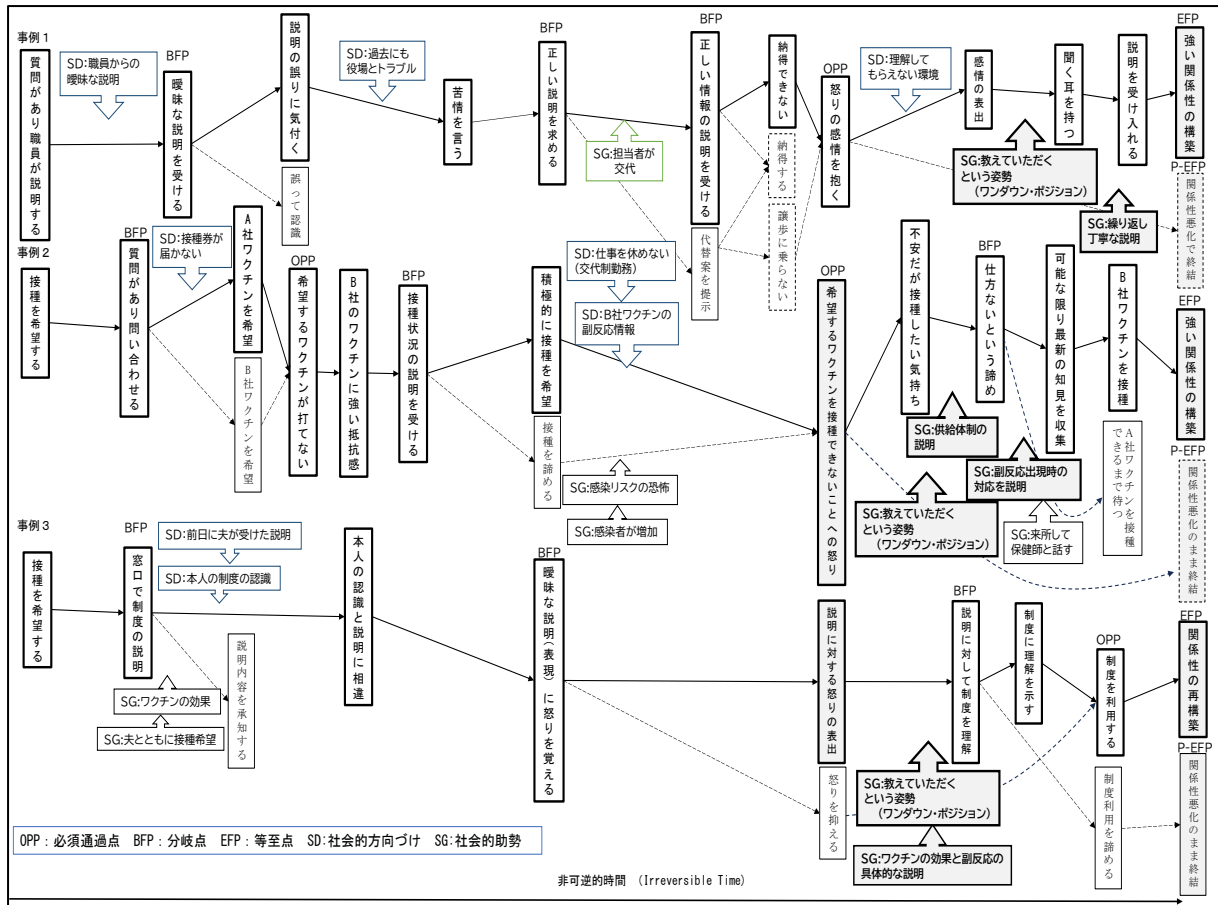 事例1
質問があり職員が説明する
SD:職員からの
曖昧な説明
BFP
曖昧な説明を受ける
説明の誤りに気付く
誤って認識
SD:過去にも
役場とトラブル
苦情を言う
BFP
正しい説明を求める
SG:担当者が
交代
BFP
正しい情報の説明を受ける
代替案を提示
納得できない
納得する
譲歩に乗らない
OPP
怒りの感情を抱く
SD:理解して
もらえない環境
感情の表出
SG:教えていただく
という姿勢
(ワンダウン・ポジション)
聞く耳を持つ
説明を受け入れる
SG:繰り返し
丁寧な説明
EFP
強い関係性の構築
P-EFP
関係性悪化で終結
事例2
接種を希望する
BFP
質問があり問い合わせる
SD:接種券が
届かない
A社ワクチンを希望
B社ワクチンを希望
OPP
希望するワクチンが打てない
B社のワクチンに強い抵抗感
BFP
接種状況の説明を受ける
積極的に接種を希望
接種を諦める
SD:仕事を休めない
(交代制勤務)
SD:B社ワクチンの
副反応情報
SG:感染リスクの恐怖
SG:感染者が増加
OPP
希望するワクチンを接種できないことへの怒り
不安だが接種したい気持ち
SG:供給体制の
説明
SG:教えていただく
という姿勢
(ワンダウン・ポジション)
BFP
仕方ないという諦め
SG:副反応出現時の
対応を説明
SG:来所して
保健師と話す
可能な限り最新の知見を収集
B社ワクチンを接種
A社ワクチンを接種
できるまで待つ
EFP
強い関係性の構築
P-EFP
関係性悪化のまま終結
事例3
接種を希望する
BFP
窓口で制度の説明
SD:前日に夫が受けた説明
SD:本人の制度の認識
SG:ワクチンの効果
SG:夫とともに接種希望
説明内容を承知する
本人の認識と説明に相違
BFP
曖昧な説明(表現)に怒りを覚える
説明に対する怒りの表出
怒りを抑える
SG:教えていただく
という姿勢
(ワンダウン・ポジション)
SG:ワクチンの効果と副反応の
具体的な説明
BFP
説明に対して制度を理解
制度に理解を示す
OPP
制度を利用する
制度利用を諦める
EFP
関係性の再構築
P-EFP
関係性悪化のまま終結
OPP:必須通過点 BFP:分岐点 EFP:等至点 SD:社会的方向づけ SG:社会的助勢
非可逆的時間 (Irreversible Time)